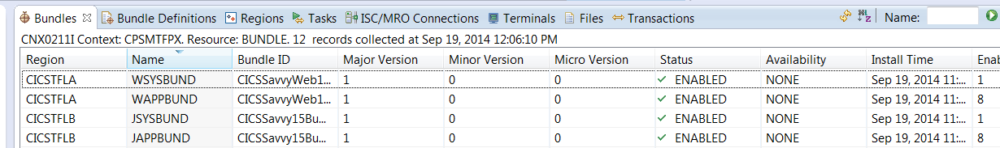 Bundles Bundle Definitions Regions Tasks ISC/MRO Connections Terminals Files Transactions Name:
CNX0211I Context: CPSMTFPX. Resource: BUNDLE. 12 records collected at Sep 19, 2014 12:06:10 PM
Region Name Bundle ID Major Version Minor Version Micro Version Status Availability Install Time Enab
CICSTFLA WSYSBUND CICSSavvyWeb1... 1 0 0 ENABLED NONE Sep 19, 2014 11:... 1
CICSTFLA WAPPBUND CICSSavvyWeb1... 1 0 0 ENABLED NONE Sep 19, 2014 11:... 8
CICSTFLB JSYSBUND CICSSavvy15Bu... 1 0 0 ENABLED NONE Sep 19, 2014 11:... 1
CICSTFLB JAPPBUND CICSSavvy15Bu... 1 0 0 ENABLED NONE Sep 19, 2014 11:... 8